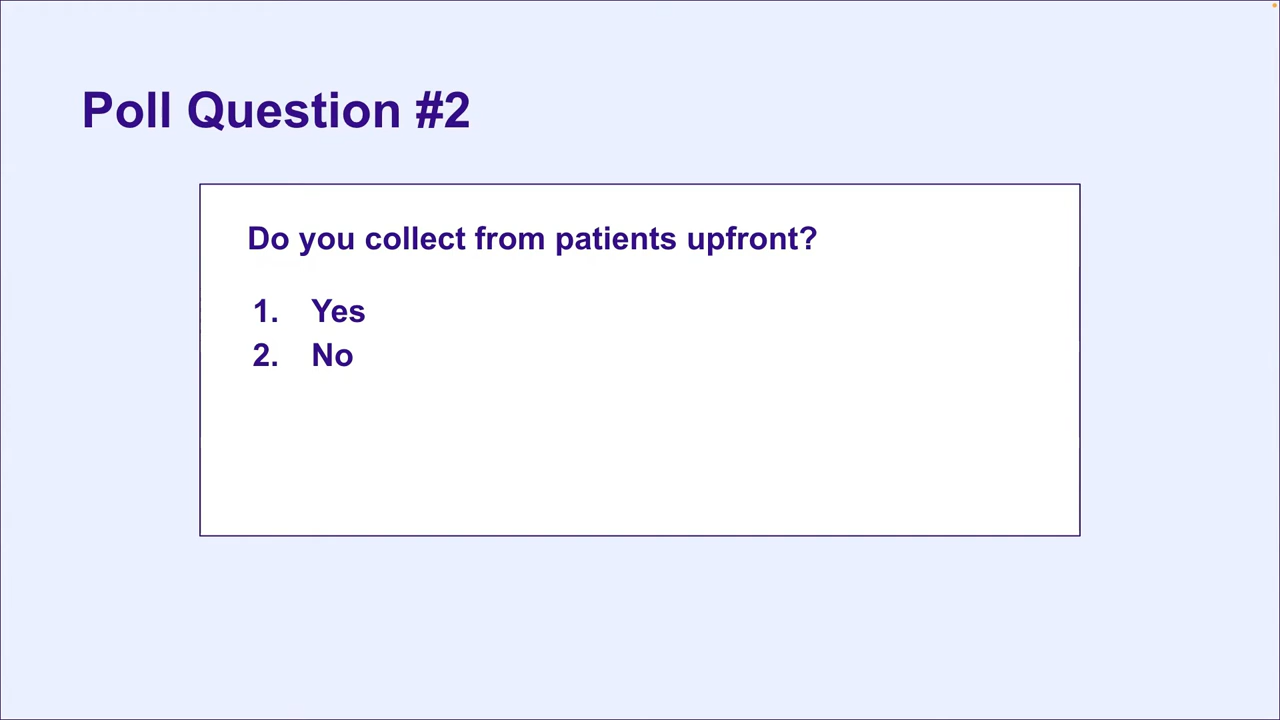 Poll Question #2
Do you collect from patients upfront?
1. Yes
2. No